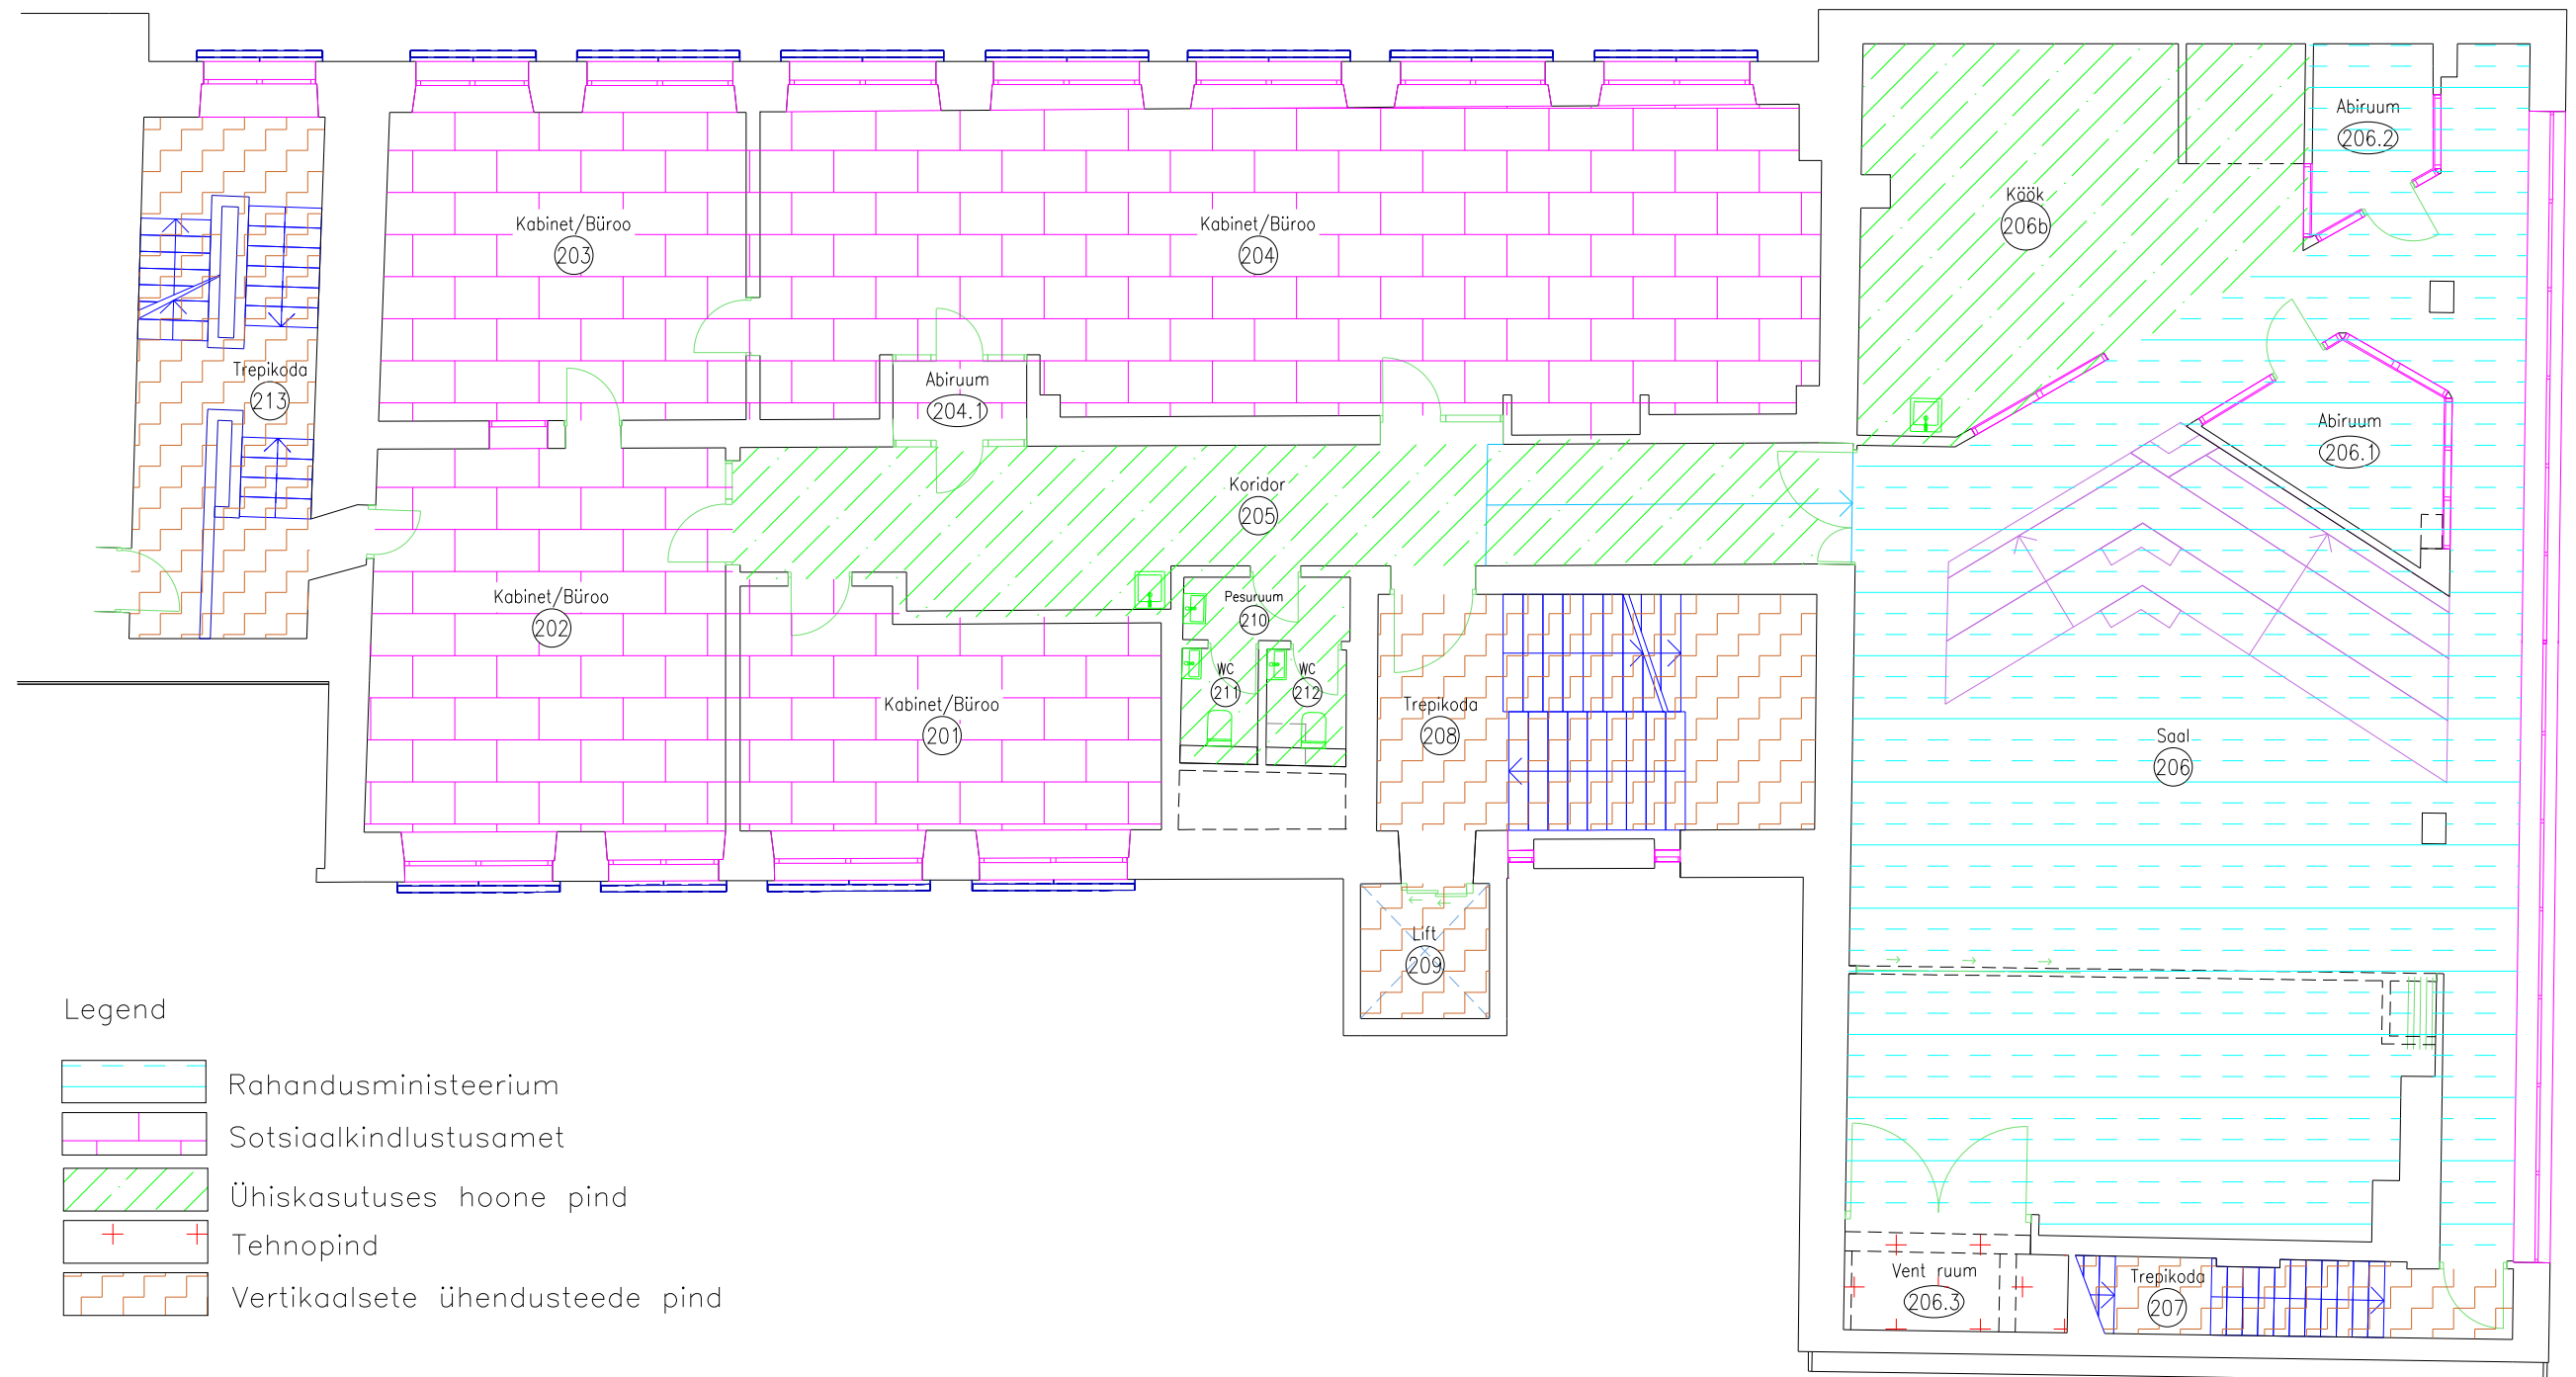 Abiruum
206.2
Köök
206b
Kabinet/Büroo
203
Kabinet/Büroo
204
Trepikoda
213
Abiruum
204.1
Abiruum
206.1
Koridor
205
Kabinet/Büroo
202
Pesuruum
210
WC
211
WC
212
Kabinet/Büroo
201
Trepikoda
208
Saal
206
Lift
209
Legend
Rahandusministeerium
Sotsiaalkindlustusamet
Ühiskasutuses hoone pind
Tehnopind
Vertikaalsete ühendusteede pind
Vent ruum
206.3
Trepikoda
207